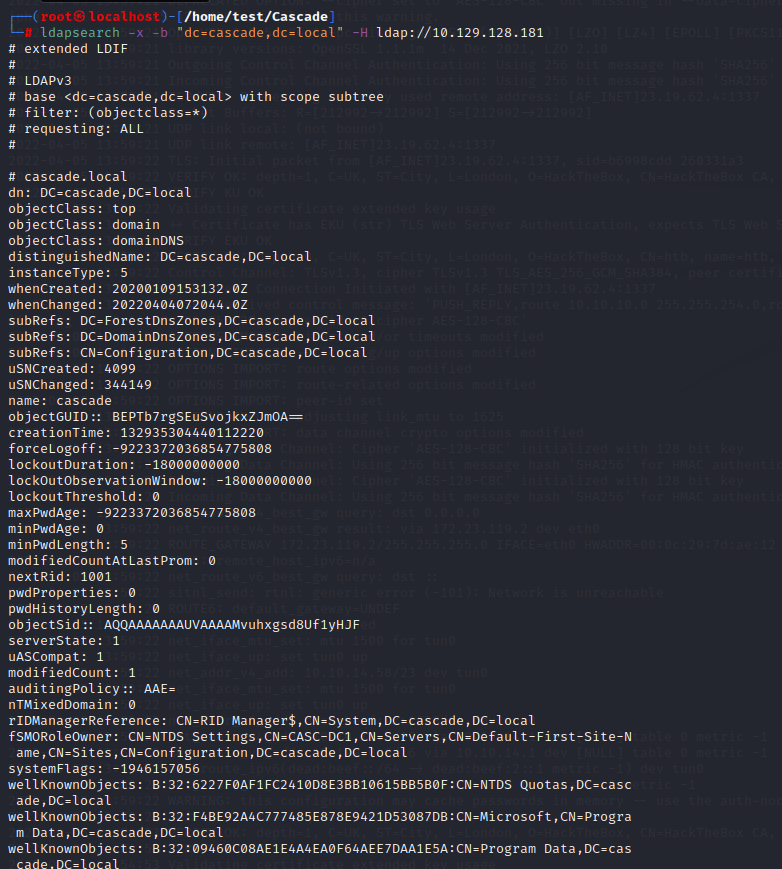 ┌──(root㉿localhost)-[/home/test/Cascade]
└─# ldapsearch -x -b "dc=cascade,dc=local" -H ldap://10.129.128.181
# extended LDIF
#
# LDAPv3
# base <dc=cascade,dc=local> with scope subtree
# filter: (objectclass=*)
# requesting: ALL
#
# cascade.local
dn: DC=cascade,DC=local
objectClass: top
objectClass: domain
objectClass: domainDNS
distinguishedName: DC=cascade,DC=local
instanceType: 5
whenCreated: 20200109153132.0Z
whenChanged: 20220404072044.0Z
subRefs: DC=ForestDnsZones,DC=cascade,DC=local
subRefs: DC=DomainDnsZones,DC=cascade,DC=local
subRefs: CN=Configuration,DC=cascade,DC=local
uSNCreated: 4099
uSNChanged: 344149
name: cascade
objectGUID:: BEPTb7rgSEuSvojkxZJmOA==
creationTime: 132935304440112220
forceLogoff: -9223372036854775808
lockoutDuration: -18000000000
lockOutObservationWindow: -18000000000
lockoutThreshold: 0
maxPwdAge: -9223372036854775808
minPwdAge: 0
minPwdLength: 5
modifiedCountAtLastProm: 0
nextRid: 1001
pwdProperties: 0
pwdHistoryLength: 0
objectSid:: AQQAAAAAAAUVAAAAMvuhxgsd8Uf1yHJF
serverState: 1
uASCompat: 1
modifiedCount: 1
auditingPolicy:: AAE=
nTMixedDomain: 0
rIDManagerReference: CN=RID Manager$,CN=System,DC=cascade,DC=local
fSMORoleOwner: CN=NTDS Settings,CN=CASC-DC1,CN=Servers,CN=Default-First-Site-N
ame,CN=Sites,CN=Configuration,DC=cascade,DC=local
systemFlags: -1946157056
wellKnownObjects: B:32:6227F0AF1FC2410D8E3BB10615BB5B0F:CN=NTDS Quotas,DC=casc
ade,DC=local
wellKnownObjects: B:32:F4BE92A4C777485E878E9421D53087DB:CN=Microsoft,CN=Progra
m Data,DC=cascade,DC=local
wellKnownObjects: B:32:09460C08AE1E4A4EA0F64AEE7DAA1E5A:CN=Program Data,DC=cas
cade,DC=local